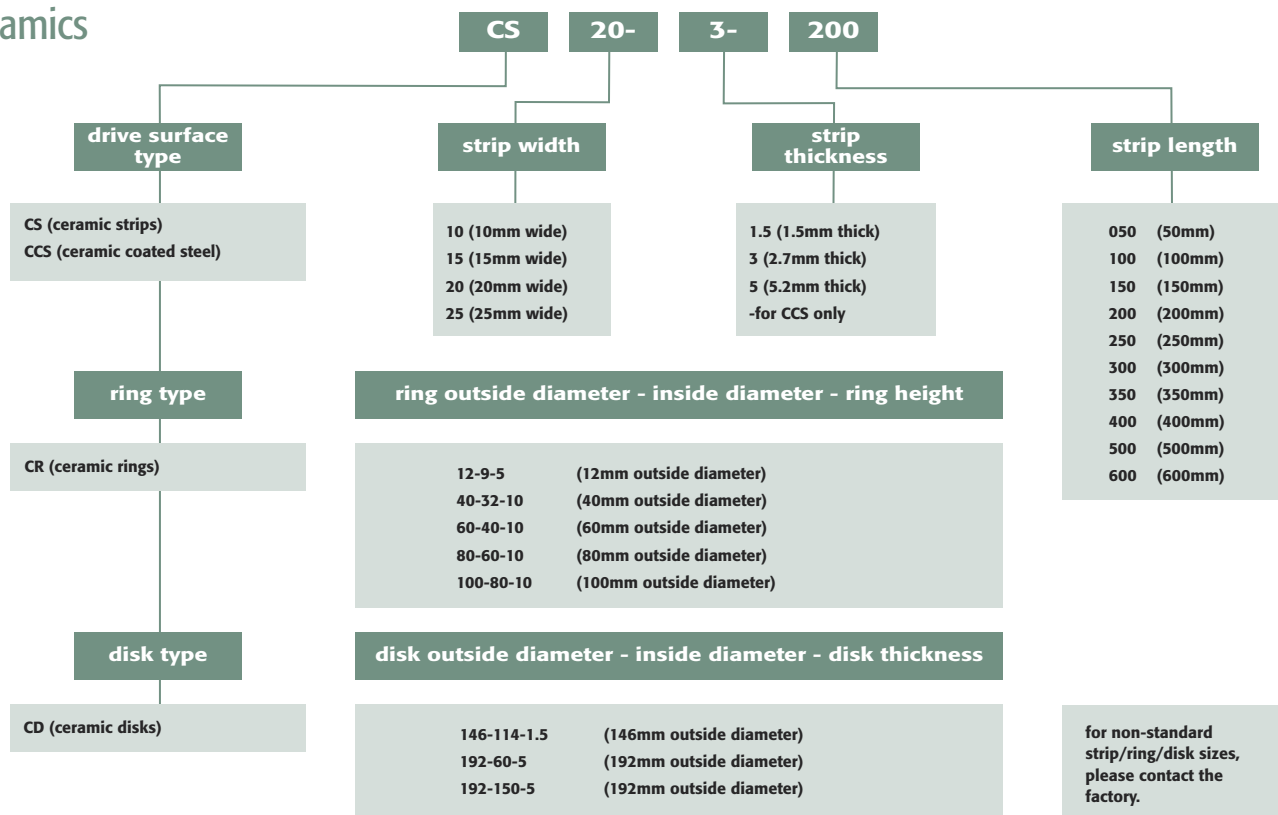 amics
CS 20- 3- 200
drive surface
type
strip width
strip
thickness
strip length
CS (ceramic strips)
CCS (ceramic coated steel)
10 (10mm wide)
15 (15mm wide)
20 (20mm wide)
25 (25mm wide)
1.5 (1.5mm thick)
3 (2.7mm thick)
5 (5.2mm thick)
-for CCS only
050 (50mm)
100 (100mm)
150 (150mm)
200 (200mm)
250 (250mm)
300 (300mm)
350 (350mm)
400 (400mm)
500 (500mm)
600 (600mm)
ring type
ring outside diameter - inside diameter - ring height
CR (ceramic rings)
12-9-5 (12mm outside diameter)
40-32-10 (40mm outside diameter)
60-40-10 (60mm outside diameter)
80-60-10 (80mm outside diameter)
100-80-10 (100mm outside diameter)
disk type
disk outside diameter - inside diameter - disk thickness
CD (ceramic disks)
146-114-1.5 (146mm outside diameter)
192-60-5 (192mm outside diameter)
192-150-5 (192mm outside diameter)
for non-standard
strip/ring/disk sizes,
please contact the
factory.